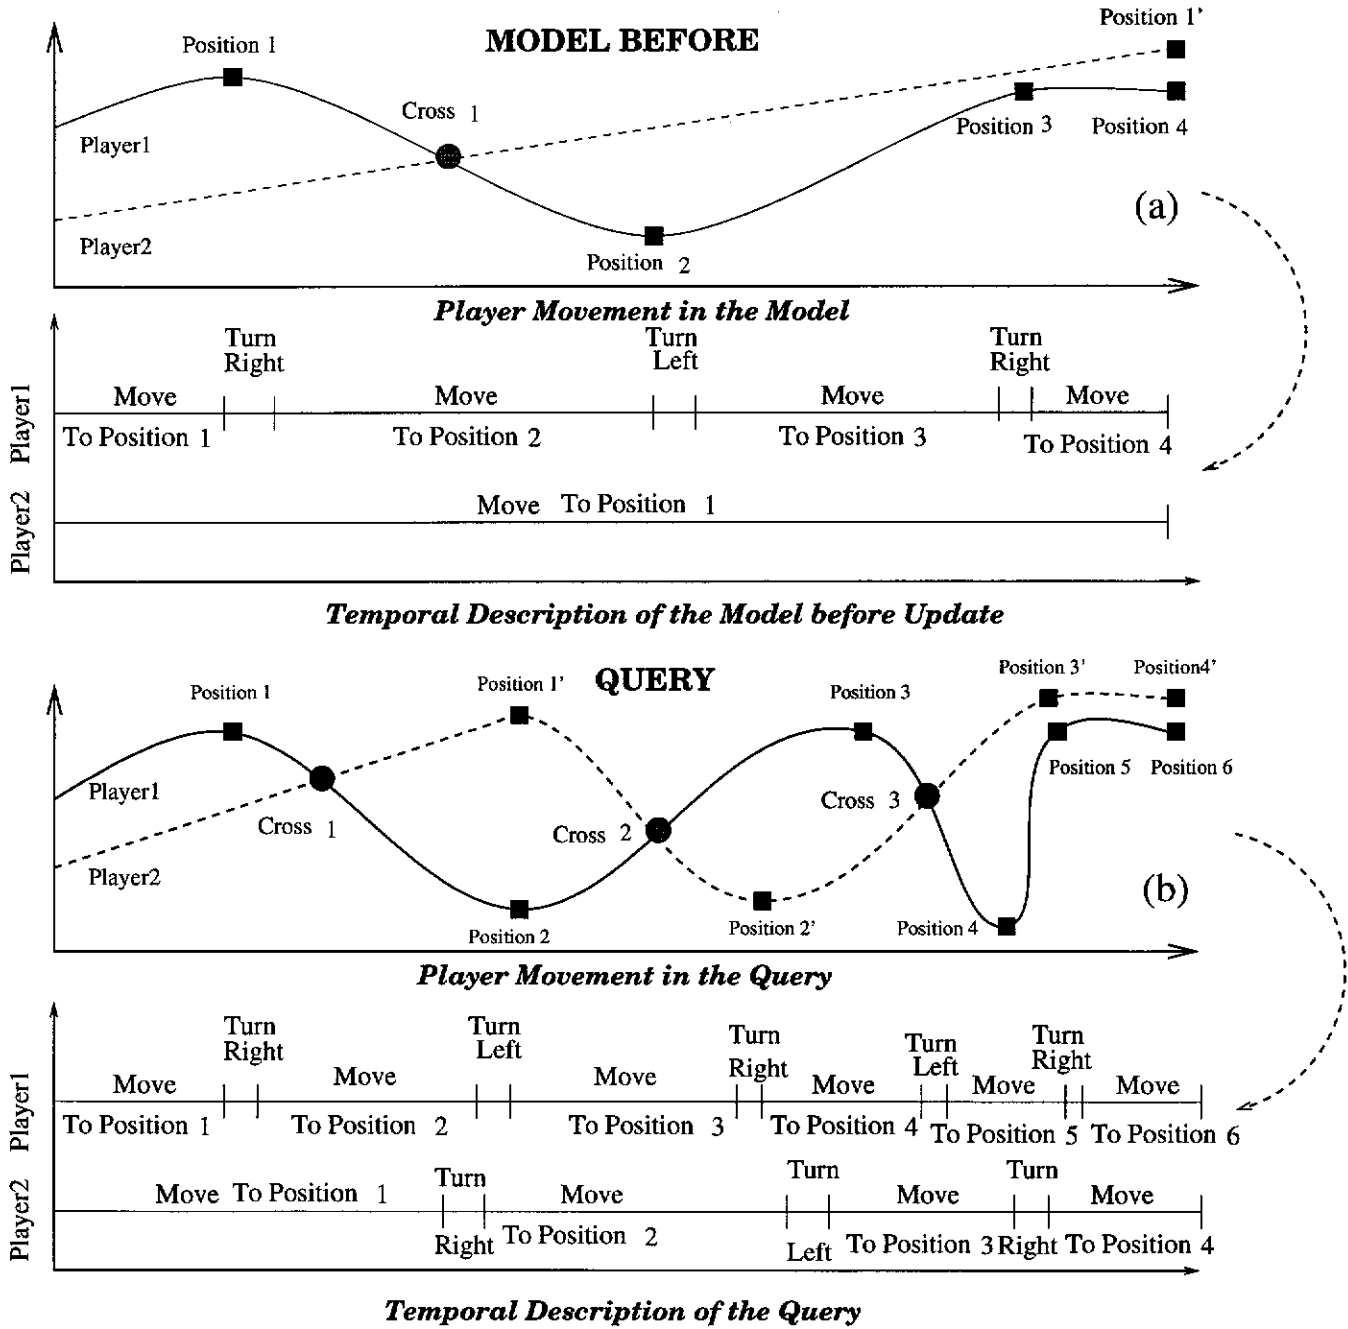 Position 1'
Position 1
MODEL BEFORE
Cross 1
Player1
Position 3
Position 4
(a)
Player2
Position 2
Player Movement in the Model
Turn
Right
Turn
Left
Turn
Right
Player1
Move
Move
Move
Move
To Position 1
To Position 2
To Position 3
To Position 4
Player2
Move To Position 1
Temporal Description of the Model before Update
QUERY
Position 1
Position 1'
Position 3
Position 3'
Position4'
Player1
Position 5
Position 6
Cross 1
Cross 2
Cross 3
Player2
(b)
Position 2
Position 2'
Position 4
Player Movement in the Query
Turn
Right
Turn
Left
Turn
Right
Turn
Left
Turn
Right
Player1
Move
Move
Move
Move
Move
Move
To Position 1
To Position 2
To Position 3
To Position 4
To Position 5
To Position 6
Player2
Move To Position 1
Turn
Right
Move
To Position 2
Turn
Left
Move
To Position 3
Turn
Right
Move
To Position 4
Temporal Description of the Query